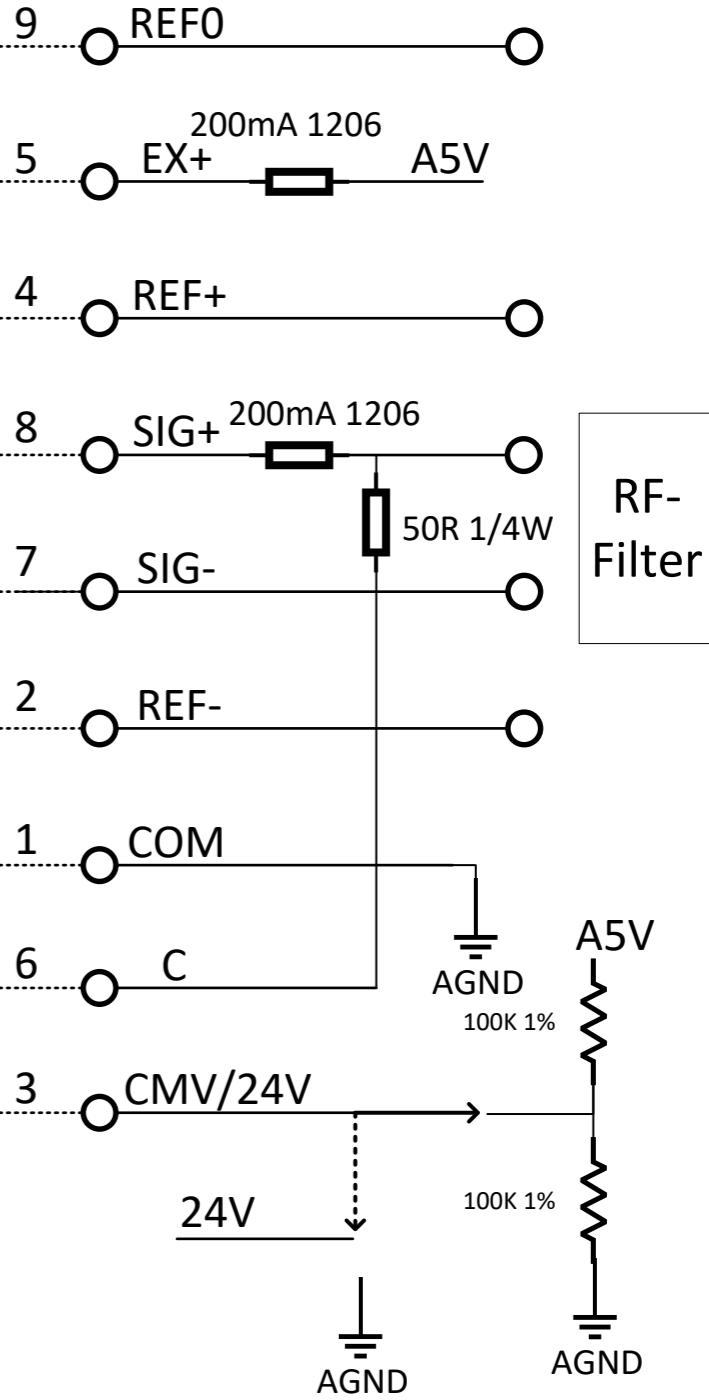 9 REF0
200mA 1206
5 EX+ A5V
4 REF+
8 SIG+ 200mA 1206
50R 1/4W
RF-
Filter
7 SIG-
2 REF-
1 COM
AGND
A5V
6 C
100K 1%
3 CMV/24V
100K 1%
24V
AGND
AGND